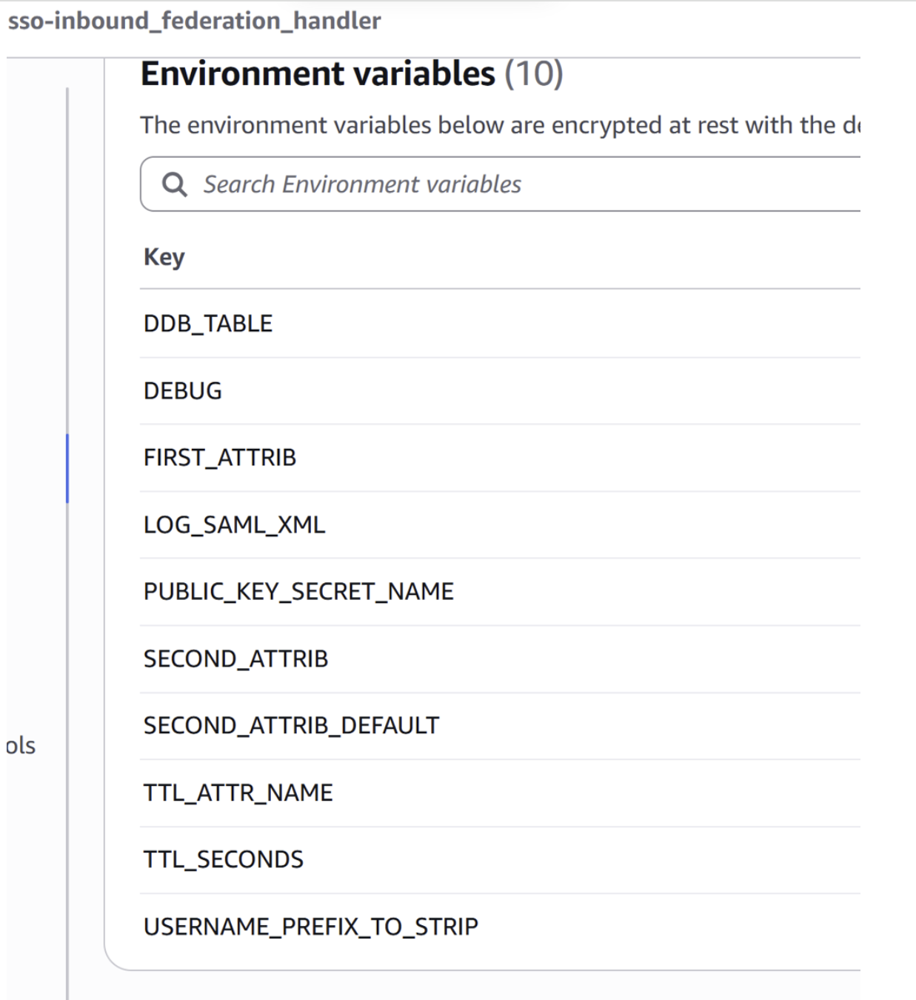 sso-inbound_federation_handler
Environment variables (10)
The environment variables below are encrypted at rest with the
Search Environment variables
Key
DDB_TABLE
DEBUG
FIRST_ATTRIB
LOG_SAML_XML
PUBLIC_KEY_SECRET_NAME
SECOND_ATTRIB
SECOND_ATTRIB_DEFAULT
ols
TTL_ATTR_NAME
TTL_SECONDS
USERNAME_PREFIX_TO_STRIP